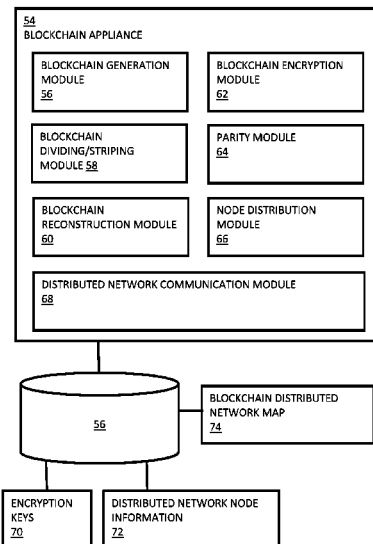 54
BLOCKCHAIN APPLIANCE
BLOCKCHAIN GENERATION
MODULE
56
BLOCKCHAIN ENCRYPTION
MODULE
62
BLOCKCHAIN
DIVIDING/STRIPING
MODULE 58
PARITY MODULE
64
BLOCKCHAIN
RECONSTRUCTION MODULE
60
NODE DISTRIBUTION
MODULE
66
DISTRIBUTED NETWORK COMMUNICATION MODULE
68
56
BLOCKCHAIN DISTRIBUTED
NETWORK MAP
74
ENCRYPTION
KEYS
70
DISTRIBUTED NETWORK NODE
INFORMATION
72